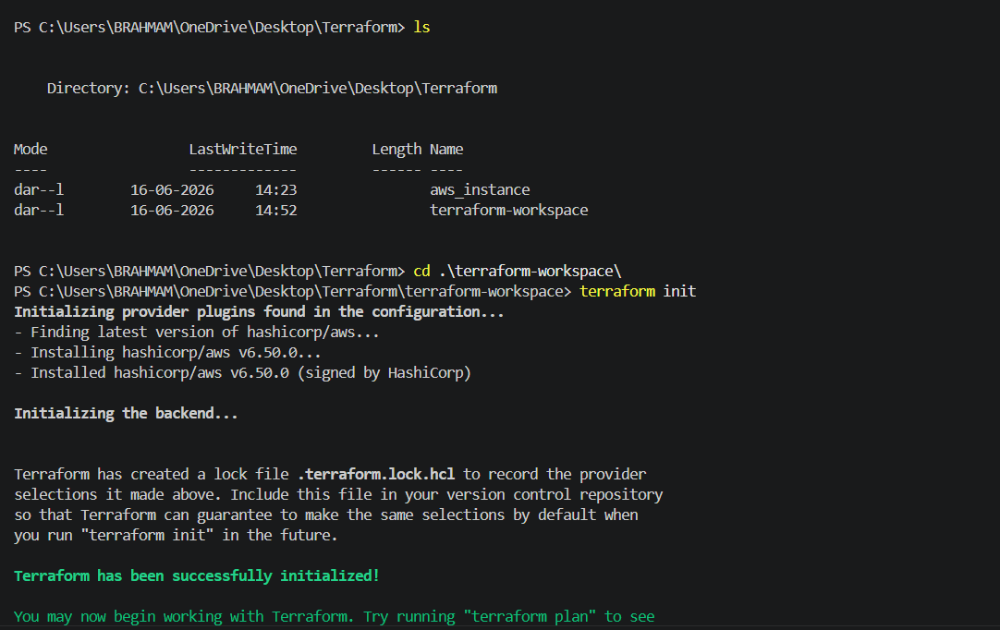 PS C:\Users\BRAHMAM\OneDrive\Desktop\Terraform> ls
Directory: C:\Users\BRAHMAM\OneDrive\Desktop\Terraform
Mode                 LastWriteTime         Length Name
----                 -------------         ------ ----
dar--l        16-06-2026     14:23                aws_instance
dar--l        16-06-2026     14:52                terraform-workspace
PS C:\Users\BRAHMAM\OneDrive\Desktop\Terraform> cd .\terraform-workspace\
PS C:\Users\BRAHMAM\OneDrive\Desktop\Terraform\terraform-workspace> terraform init
Initializing provider plugins found in the configuration...
- Finding latest version of hashicorp/aws...
- Installing hashicorp/aws v6.50.0...
- Installed hashicorp/aws v6.50.0 (signed by HashiCorp)
Initializing the backend...
Terraform has created a lock file .terraform.lock.hcl to record the provider
selections it made above. Include this file in your version control repository
so that Terraform can guarantee to make the same selections by default when
you run "terraform init" in the future.
Terraform has been successfully initialized!
You may now begin working with Terraform. Try running "terraform plan" to see